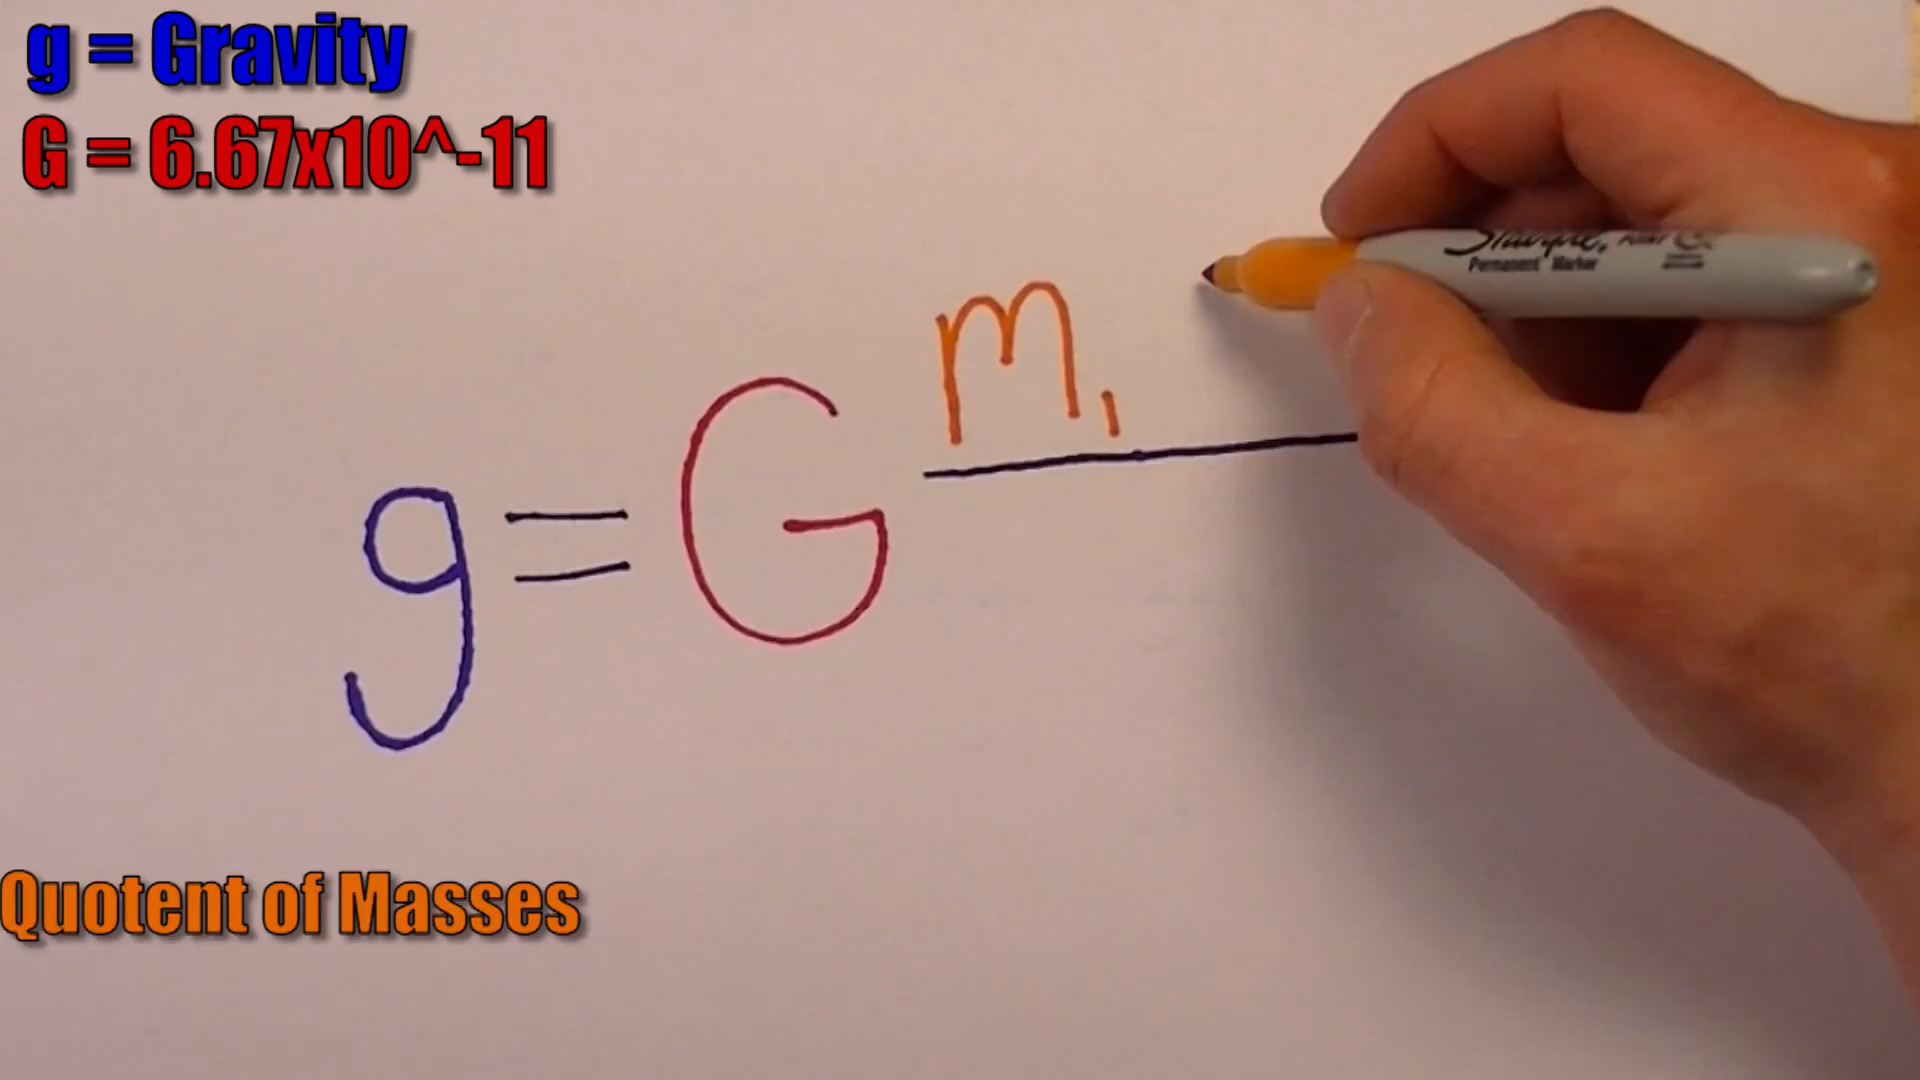 g = Gravity
G = 6.67x10^-11
Sharpie
Permanent Marker
m₁
g = G
Quotent of Masses